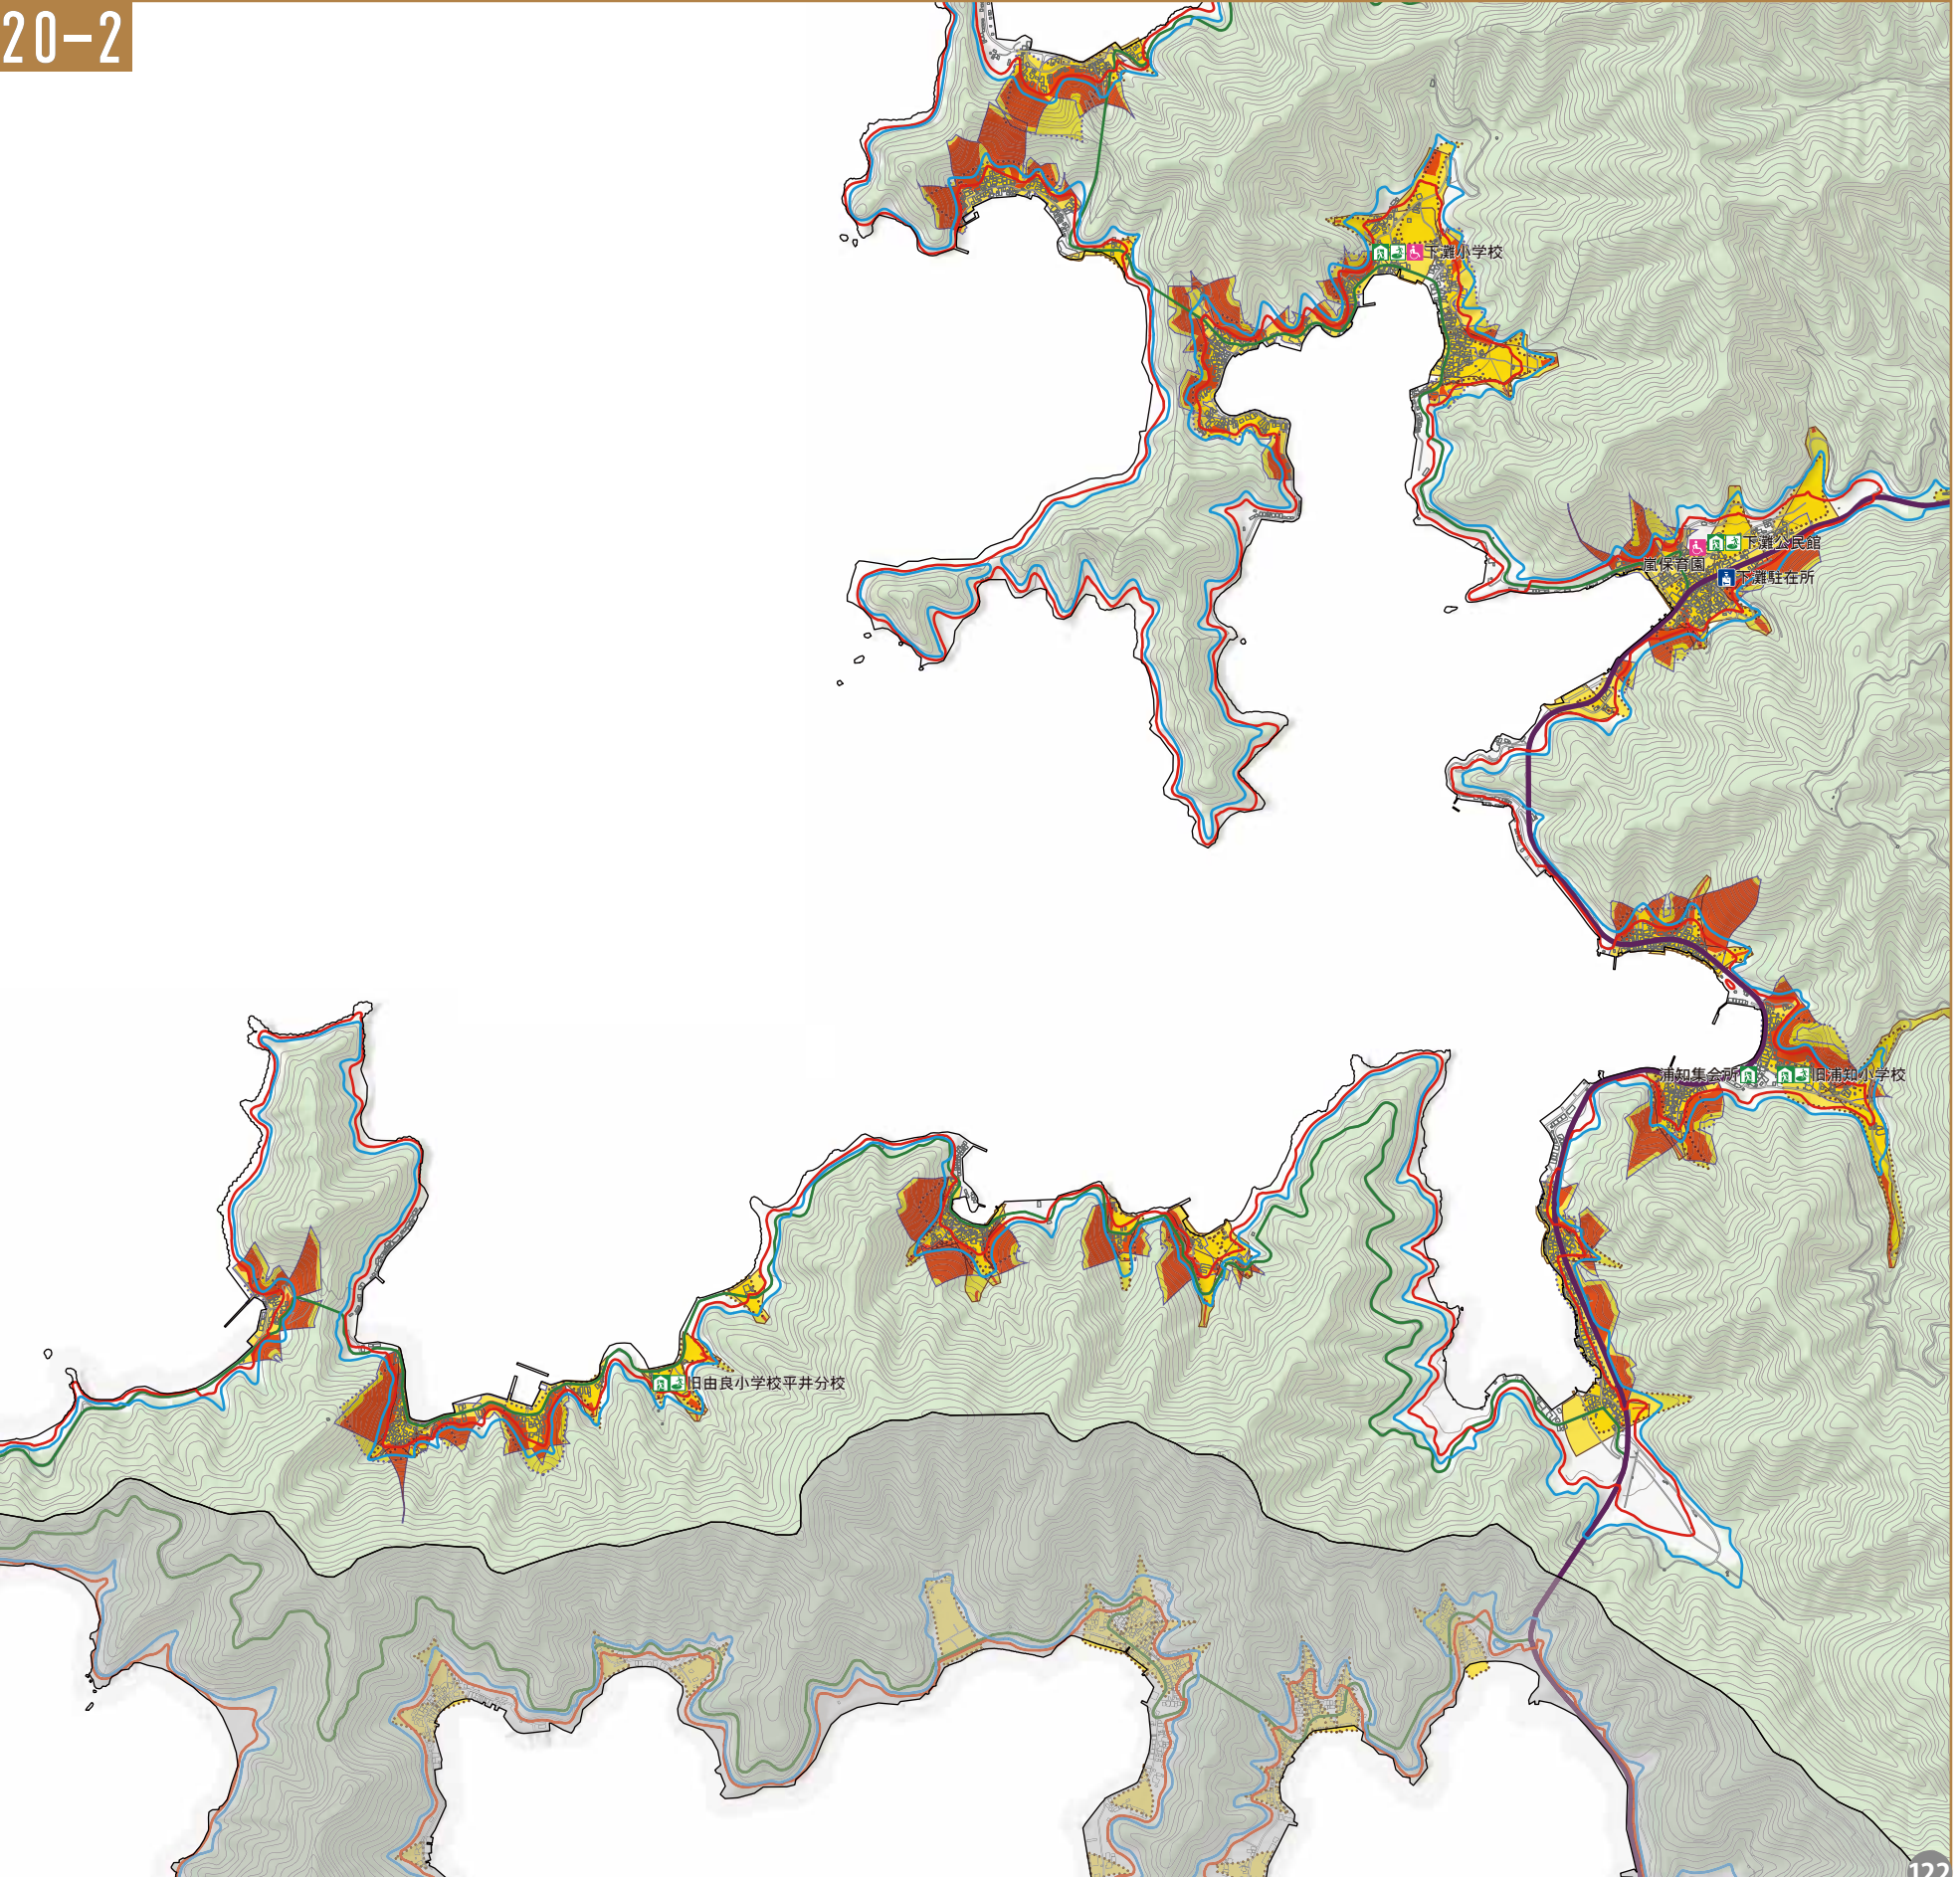 20-2
下灘小学校
下灘公民館
嵐保育園
下灘駐在所
浦知集会所
旧浦知小学校
旧由良小学校平井分校
122